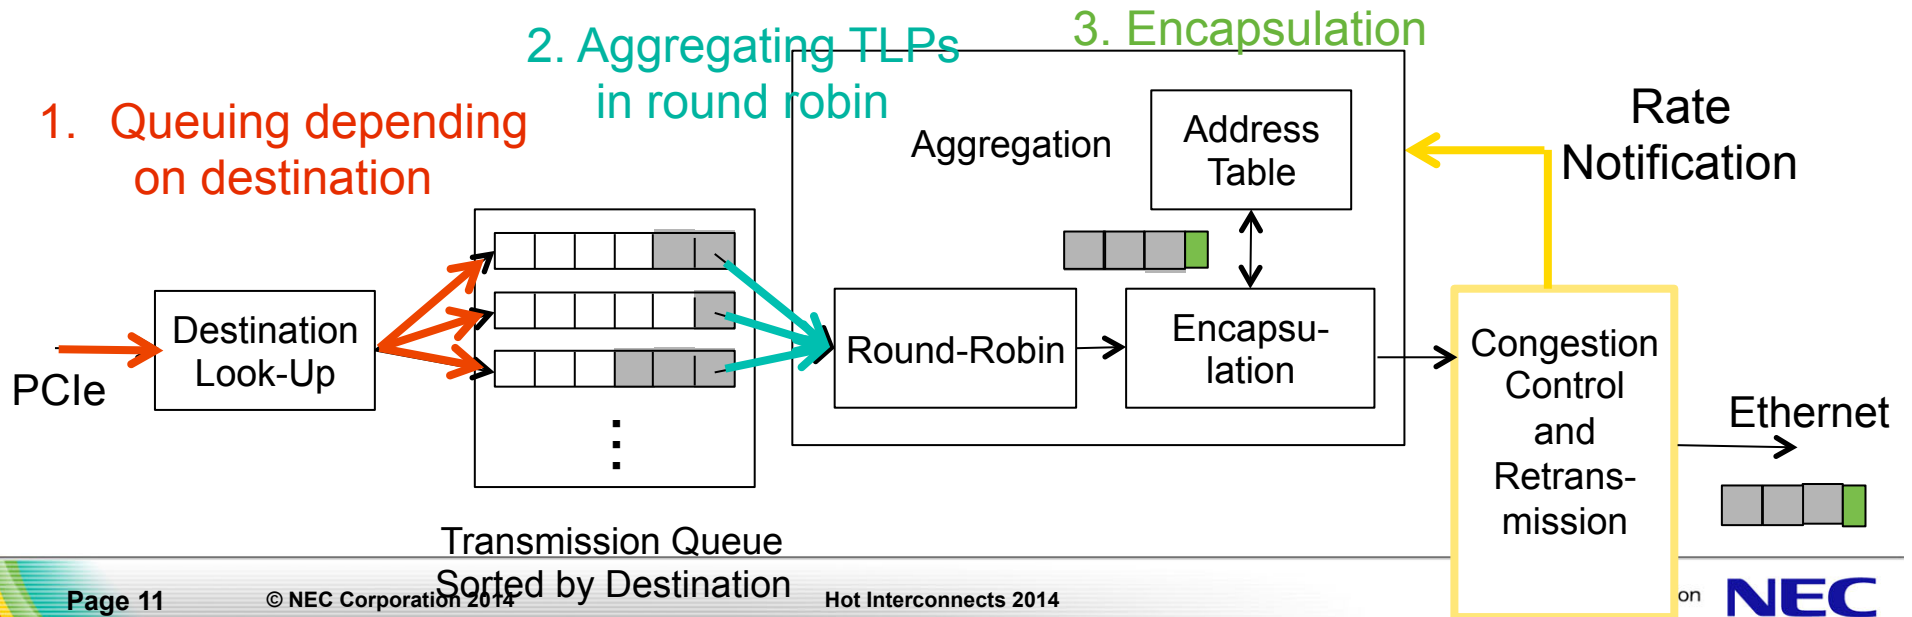 3. Encapsulation
2. Aggregating TLPs
in round robin
1. Queuing depending
on destination
Rate
Notification
Aggregation
Address
Table
Destination
Look-Up
PCIe
Round-Robin
Encapsu-
lation
Congestion
Control
and
Retrans-
mission
Ethernet
Transmission Queue
Sorted by Destination
Page 11
© NEC Corporation 2014
Hot Interconnects 2014
on
NEC